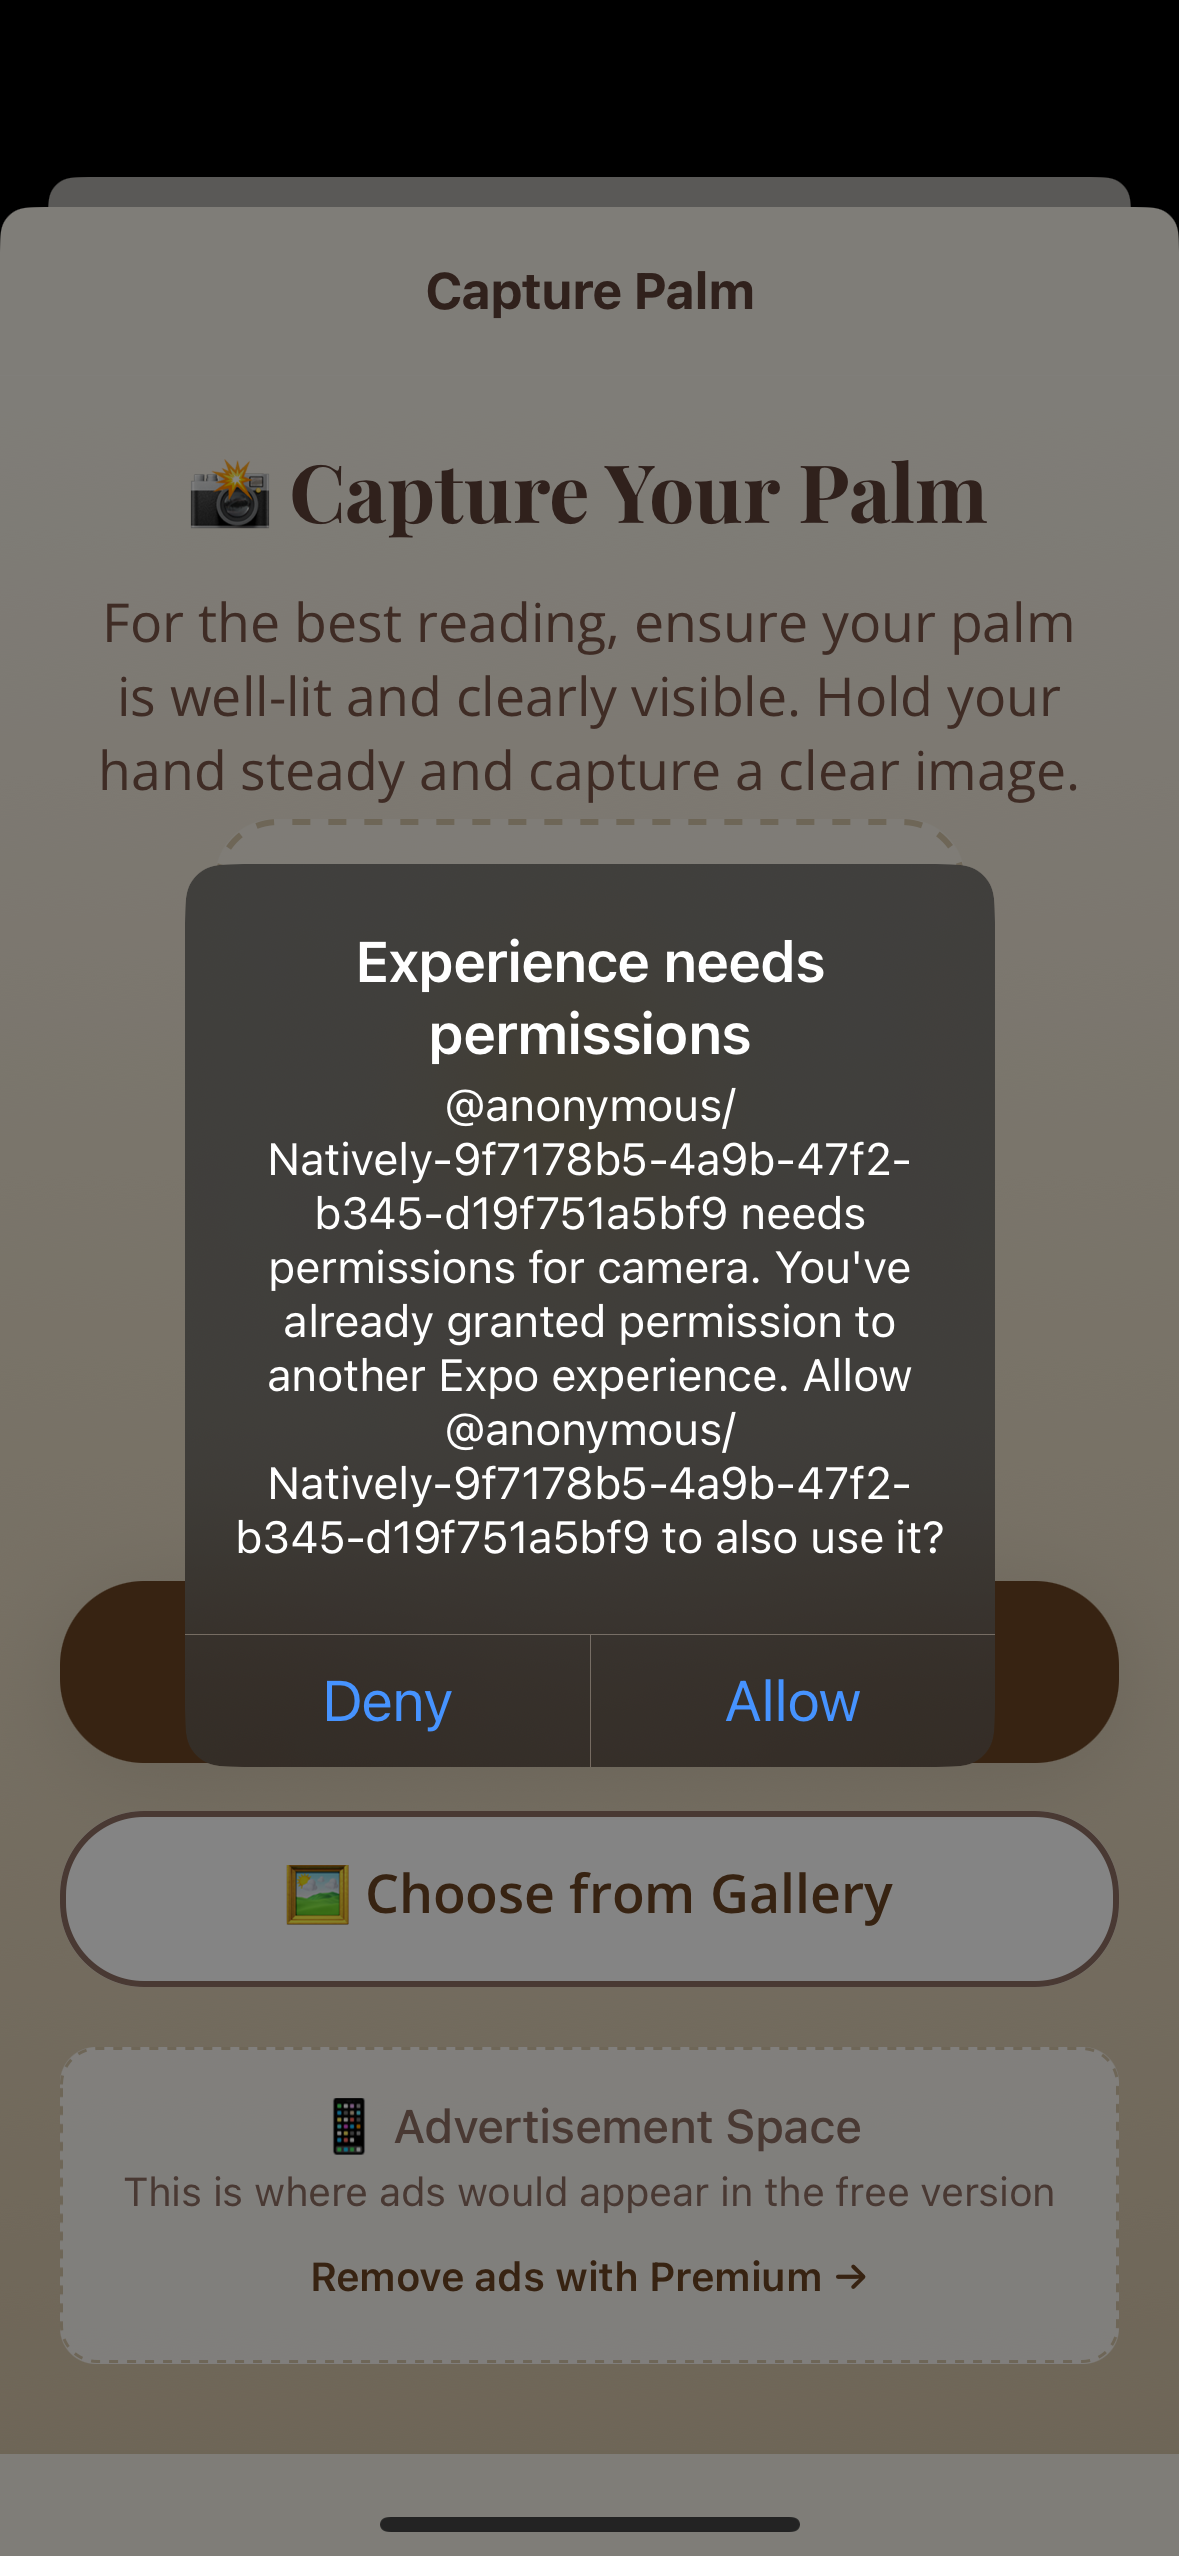 Capture Palm
📸 Capture Your Palm
For the best reading, ensure your palm
is well-lit and clearly visible. Hold your
hand steady and capture a clear image.
Experience needs
permissions
@anonymous/
Natively-9f7178b5-4a9b-47f2-
b345-d19f751a5bf9 needs
permissions for camera. You've
already granted permission to
another Expo experience. Allow
@anonymous/
Natively-9f7178b5-4a9b-47f2-
b345-d19f751a5bf9 to also use it?
Deny
Allow
🖼️ Choose from Gallery
📱 Advertisement Space
This is where ads would appear in the free version
Remove ads with Premium →